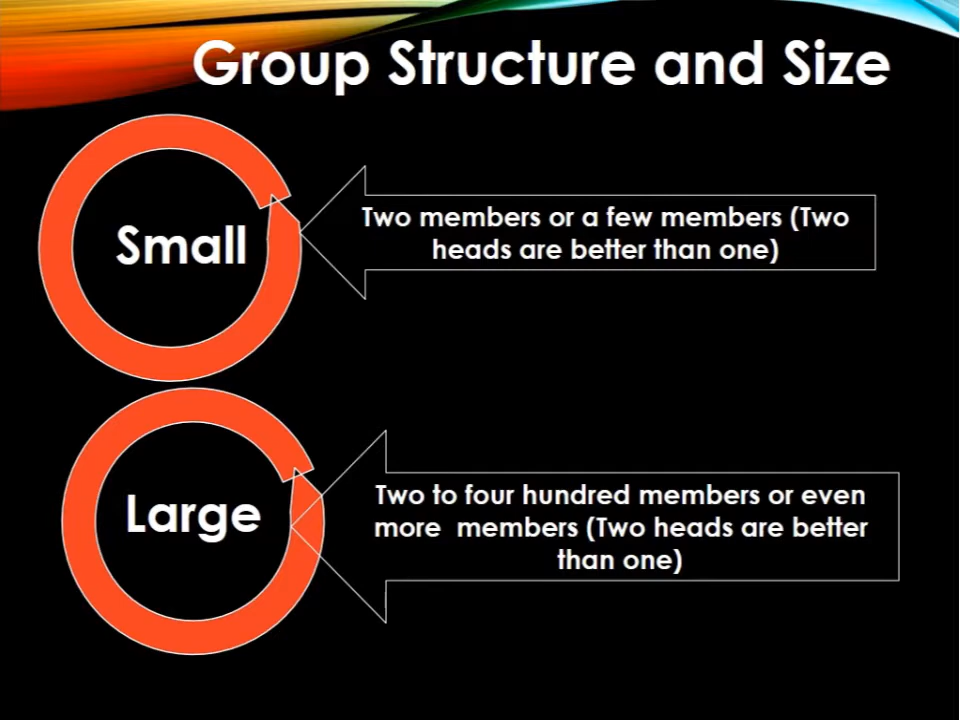 Group Structure and Size
Small
Two members or a few members (Two
heads are better than one)
Large
Two to four hundred members or even
more  members (Two heads are better
than one)